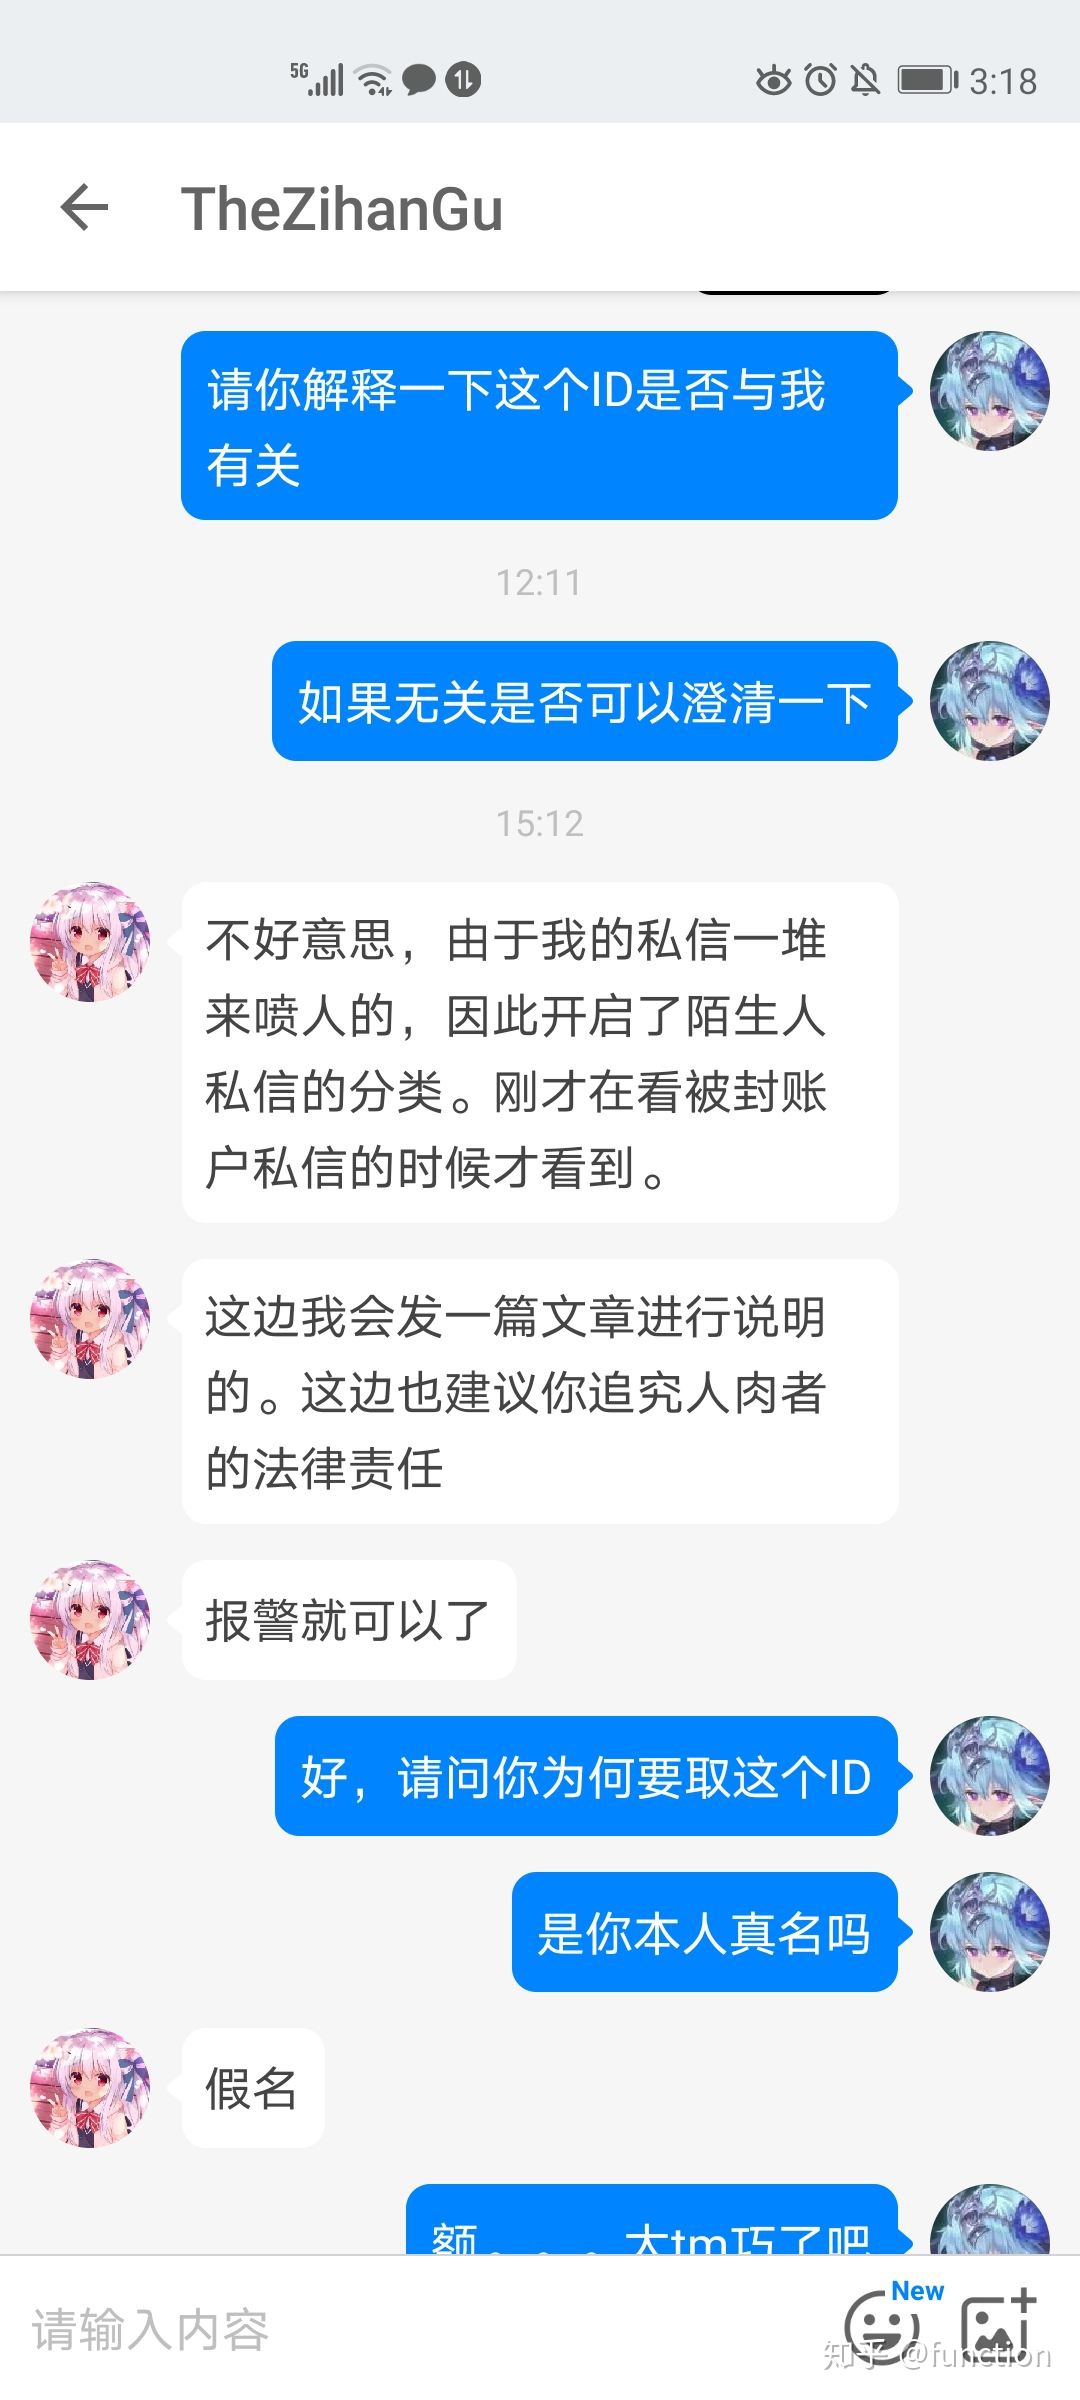 5G 3:18
TheZihanGu
请你解释一下这个ID是否与我
有关
12:11
如果无关是否可以澄清一下
15:12
不好意思，由于我的私信一堆
来喷人的，因此开启了陌生人
私信的分类。刚才在看被封账
户私信的时候才看到。
这边我会发一篇文章进行说明
的。这边也建议你追究人肉者
的法律责任
报警就可以了
好，请问你为何要取这个ID
是你本人真名吗
假名
额。。。太tm巧了吧
New
请输入内容
知乎 @function